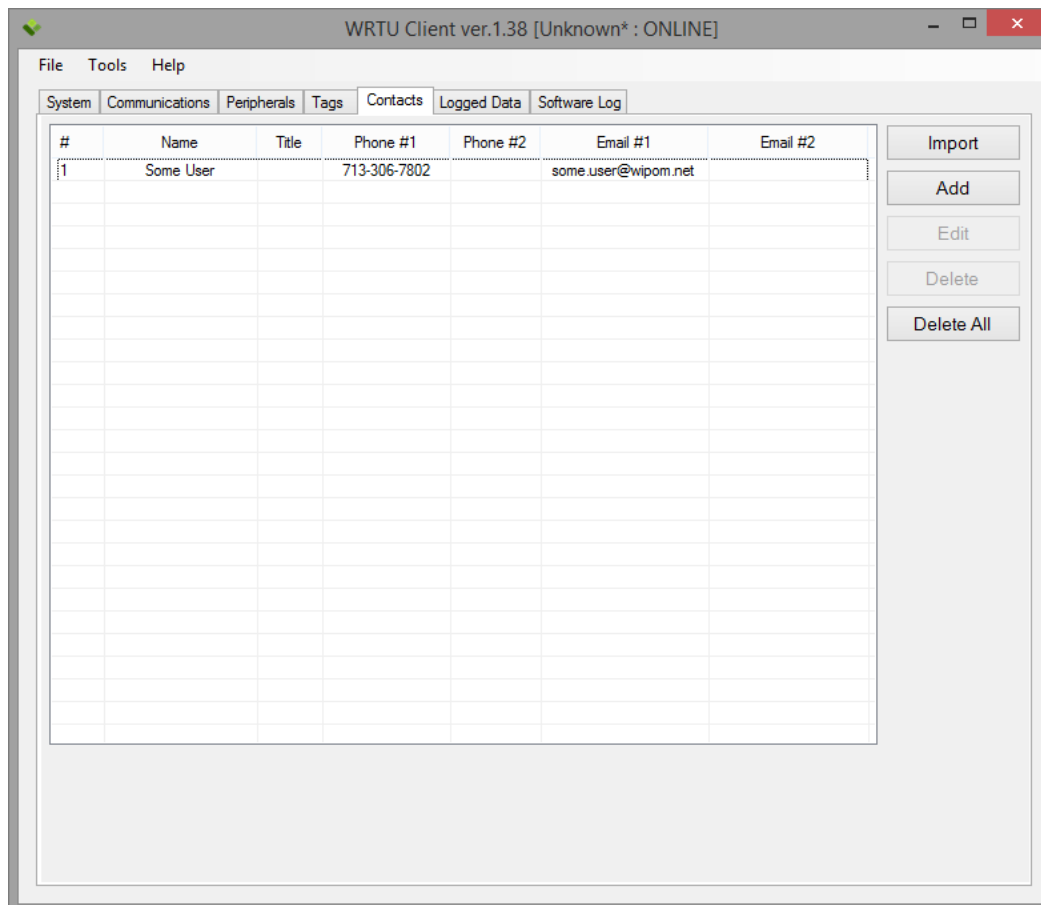 WRTU Client ver.1.38 [Unknown* : ONLINE]
File Tools Help
System Communications Peripherals Tags Contacts Logged Data Software Log
# Name Title Phone #1 Phone #2 Email #1 Email #2
1 Some User 713-306-7802 some.user@wipom.net
Import
Add
Edit
Delete
Delete All